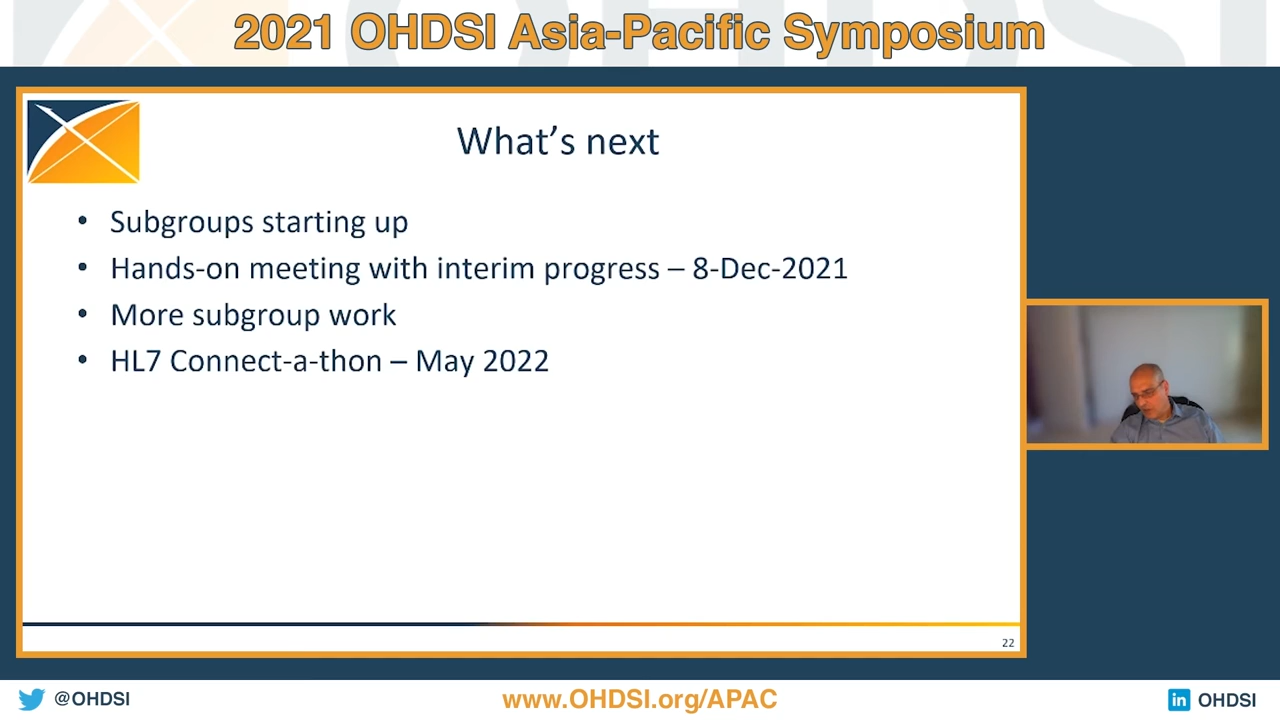 2021 OHDSI Asia-Pacific Symposium
What's next
• Subgroups starting up
• Hands-on meeting with interim progress – 8-Dec-2021
• More subgroup work
• HL7 Connect-a-thon – May 2022
22
@OHDSI
www.OHDSI.org/APAC
in OHDSI